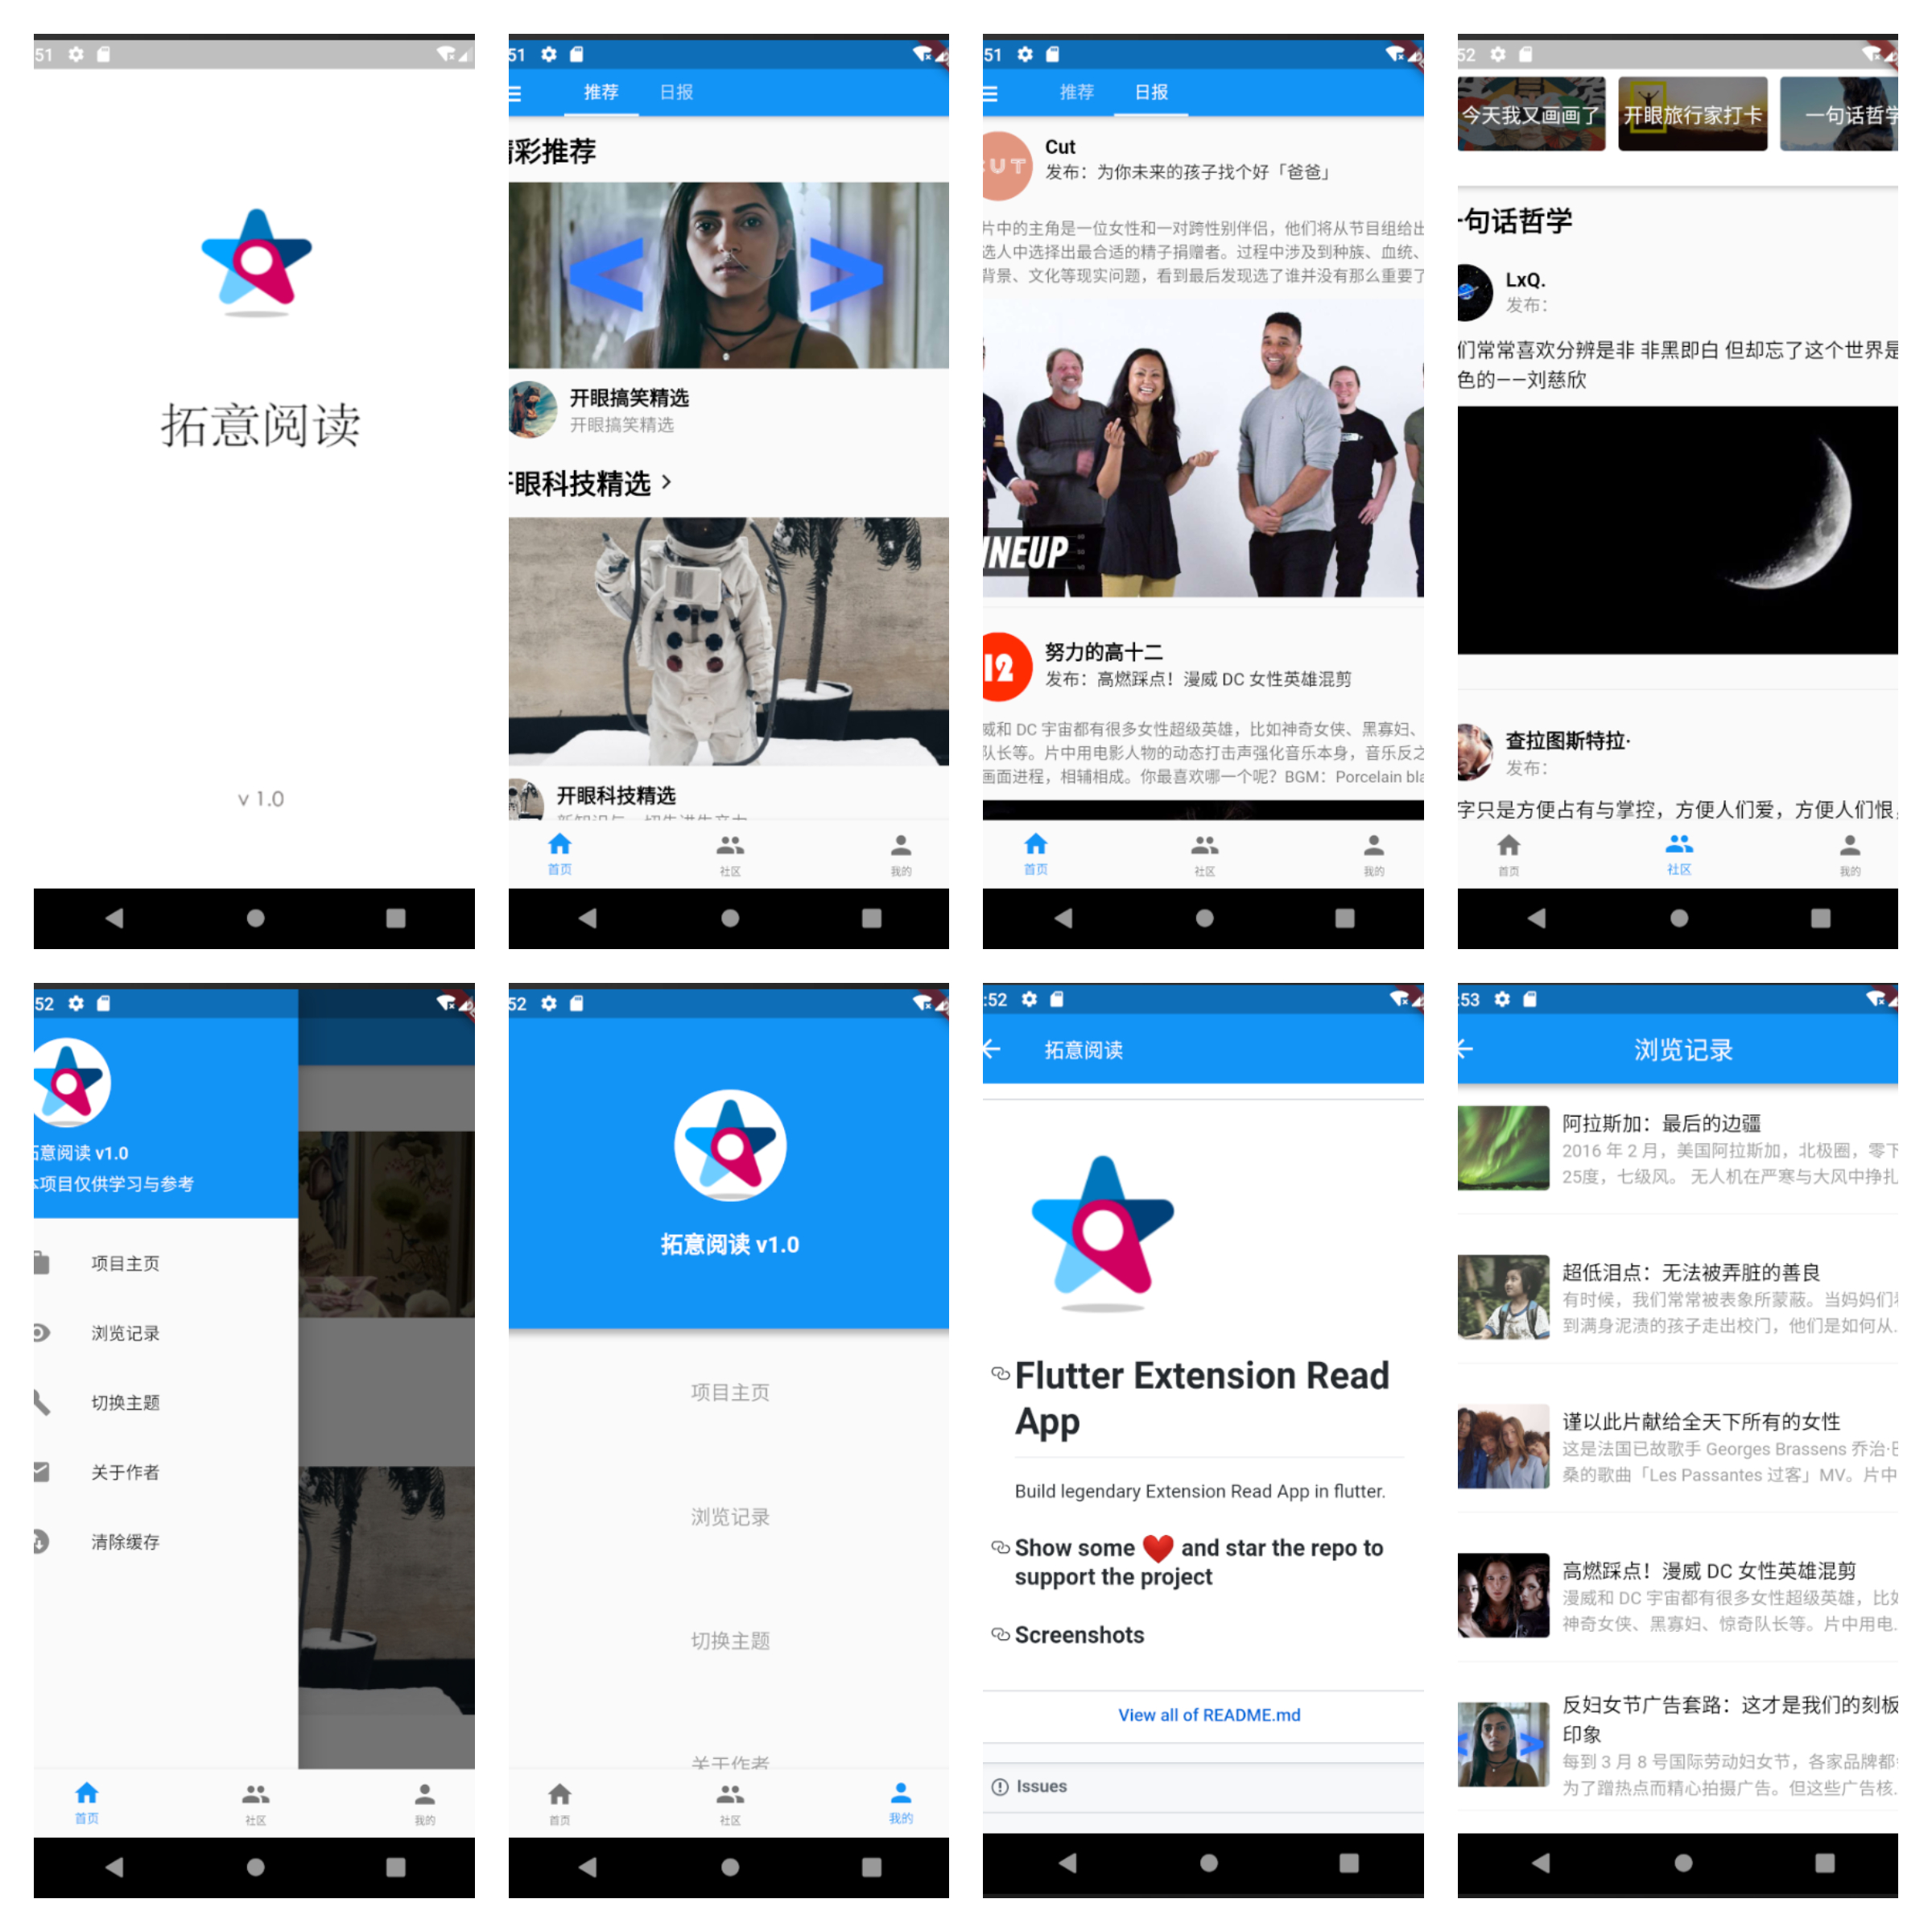 51
拓意阅读
v 1.0
51
推荐 日报
精彩推荐
< >
开眼搞笑精选
开眼搞笑精选
开眼科技精选 >
开眼科技精选
首页 社区 我的
51
推荐 日报
CUT
Cut
发布：为你未来的孩子找个好「爸爸」
片中的主角是一位女性和一对跨性别伴侣，他们将从节目组给出
选人中选择出最合适的精子捐赠者。过程中涉及到种族、血统、
背景、文化等现实问题，看到最后发现选了谁并没有那么重要了
INEUP
12
努力的高十二
发布：高燃踩点！漫威 DC 女性英雄混剪
威和 DC 宇宙都有很多女性超级英雄，比如神奇女侠、黑寡妇、
队长等。片中用电影人物的动态打击声强化音乐本身，音乐反之
画面进程，相辅相成。你最喜欢哪一个呢？BGM：Porcelain bla
首页 社区 我的
52
今天我又画画了 开眼旅行家打卡 一句话哲学
一句话哲学
LxQ.
发布：
们常常喜欢分辨是非 非黑即白 但却忘了这个世界是
色的——刘慈欣
查拉图斯特拉·
发布：
字只是方便占有与掌控，方便人们爱，方便人们恨，
首页 社区 我的
52
拓意阅读 v1.0
本项目仅供学习与参考
项目主页
浏览记录
切换主题
关于作者
清除缓存
首页 社区 我的
52
拓意阅读 v1.0
项目主页
浏览记录
切换主题
关于作者
首页 社区 我的
:52
拓意阅读
Flutter Extension Read
App
Build legendary Extension Read App in flutter.
Show some ❤ and star the repo to
support the project
Screenshots
View all of README.md
Issues
:53
浏览记录
阿拉斯加：最后的边疆
2016 年 2 月，美国阿拉斯加，北极圈，零下
25度，七级风。 无人机在严寒与大风中挣扎
超低泪点：无法被弄脏的善良
有时候，我们常常被表象所蒙蔽。当妈妈们看
到满身泥渍的孩子走出校门，他们是如何从...
谨以此片献给全天下所有的女性
这是法国已故歌手 Georges Brassens 乔治·巴
桑的歌曲「Les Passantes 过客」MV。片中
高燃踩点！漫威 DC 女性英雄混剪
漫威和 DC 宇宙都有很多女性超级英雄，比如
神奇女侠、黑寡妇、惊奇队长等。片中用电...
反妇女节广告套路：这才是我们的刻板
印象
每到 3 月 8 号国际劳动妇女节，各家品牌都会
为了蹭热点而精心拍摄广告。但这些广告核...